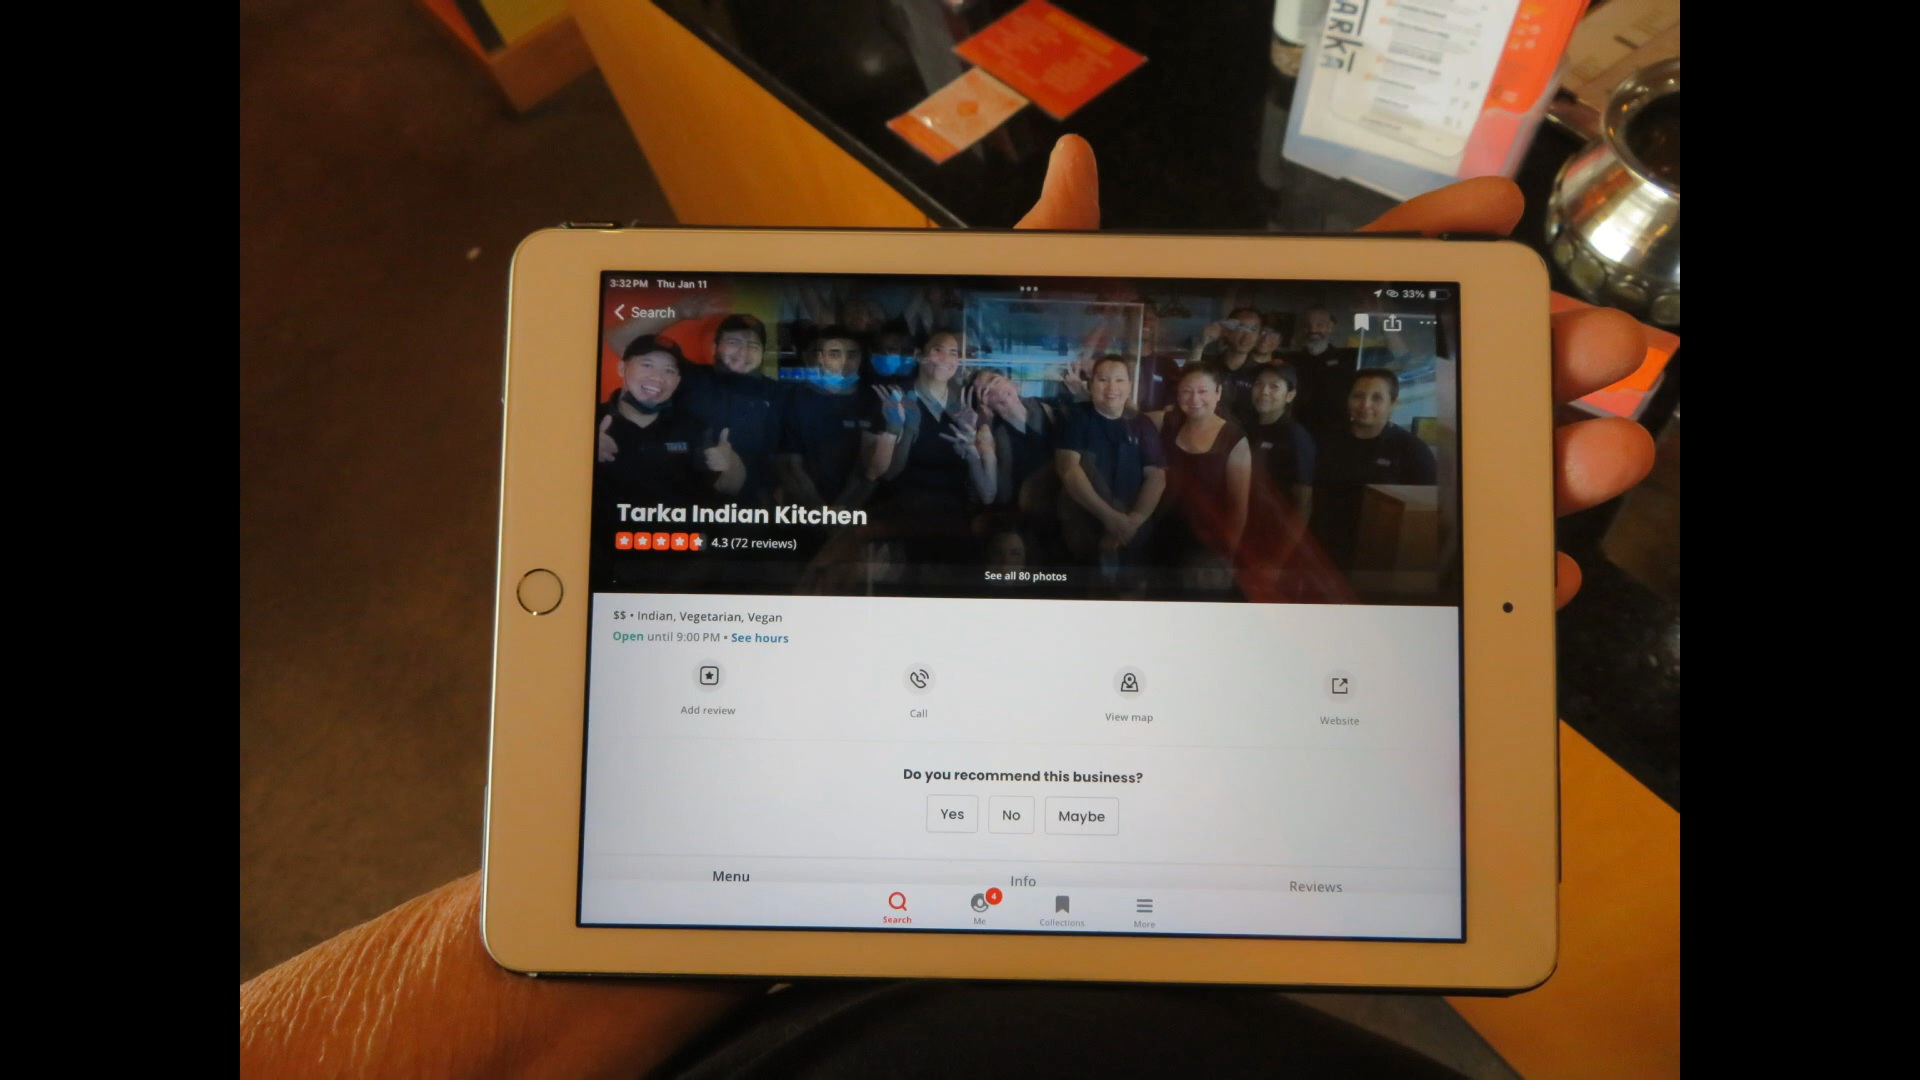 ARKA
3:32 PM Thu Jan 11
33%
Search
TARKA
Tarka Indian Kitchen
4.3 (72 reviews)
See all 80 photos
$$ • Indian, Vegetarian, Vegan
Open until 9:00 PM • See hours
Add review
Call
View map
Website
Do you recommend this business?
Yes
No
Maybe
Menu
Info
Reviews
4
Search
Me
Collections
More